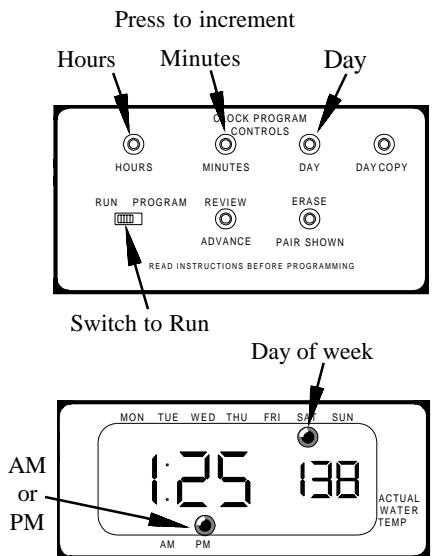 Press to increment
Hours Minutes Day
CLOCK PROGRAM
CONTROLS
HOURS MINUTES DAY DAY COPY
RUN PROGRAM REVIEW ERASE
ADVANCE PAIR SHOWN
READ INSTRUCTIONS BEFORE PROGRAMMING
Switch to Run
Day of week
MON TUE WED THU FRI SAT SUN
1:25 138
AM
or
PM
ACTUAL
WATER
TEMP
AM PM